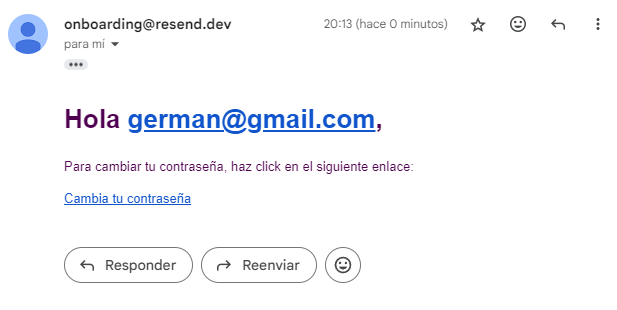 onboarding@resend.dev
20:13 (hace 0 minutos)
para mí
Hola german@gmail.com,
Para cambiar tu contraseña, haz click en el siguiente enlace:
Cambia tu contraseña
Responder
Reenviar